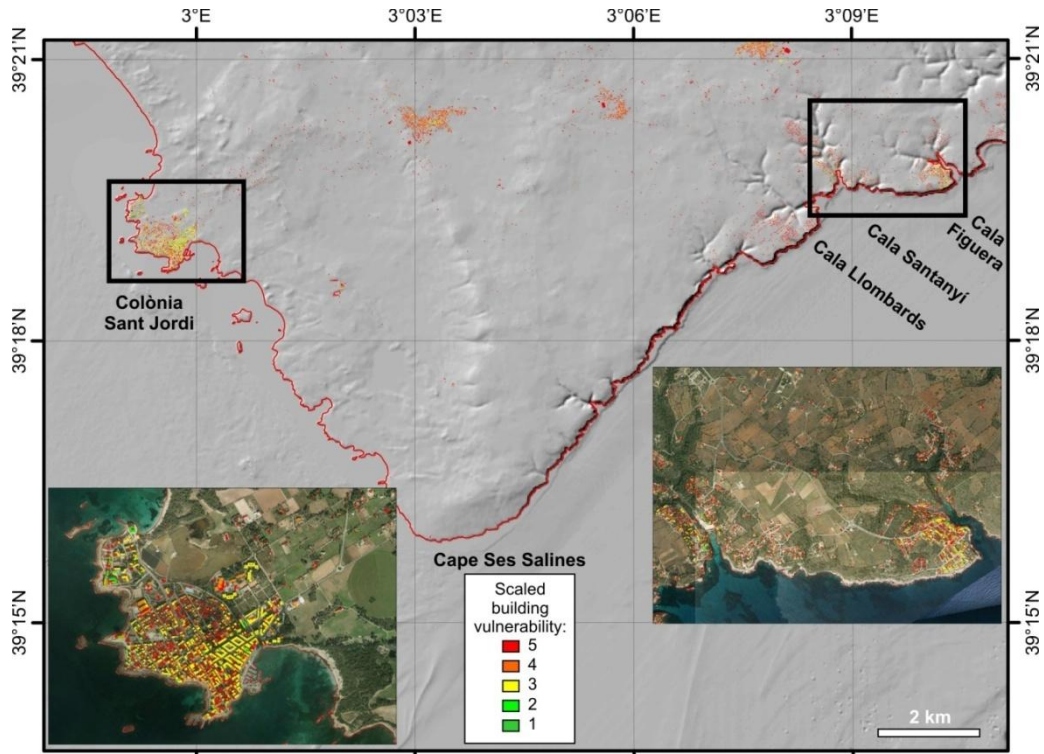 3°E
3°03'E
3°06'E
3°09'E
39°21'N
39°21'N
Cala
Figuera
Cala Santanyí
Cala Llombards
Colònia
Sant Jordi
39°18'N
39°18'N
Cape Ses Salines
Scaled
building
vulnerability:
5
4
3
2
1
39°15'N
39°15'N
2 km